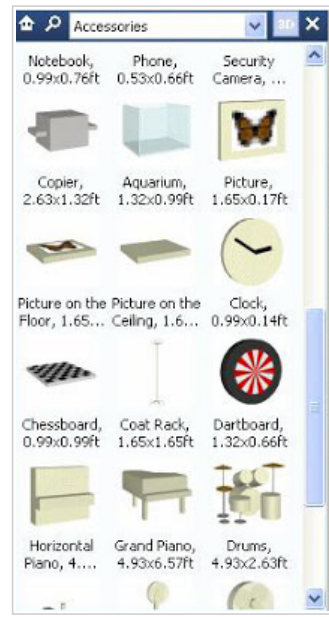 Accessories
3D
Notebook, Phone, Security
0.99x0.76ft 0.53x0.66ft Camera, ...
Copier, Aquarium, Picture,
2.63x1.32ft 1.32x0.99ft 1.65x0.17ft
Picture on the Picture on the Clock,
Floor, 1.65... Ceiling, 1.6... 0.99x0.14ft
Chessboard, Coat Rack, Dartboard,
0.99x0.99ft 1.65x1.65ft 1.32x0.66ft
Horizontal Grand Piano, Drums,
Piano, 4.... 4.93x6.57ft 4.93x2.63ft